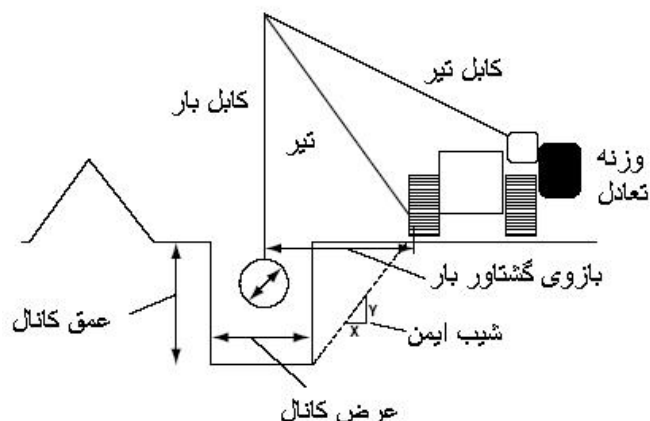 کابل تیر
کابل بار
تیر
وزنه
تعادل
بازوی گشتاور بار
عمق کانال
Y
X
شیب ایمن
عرض کانال